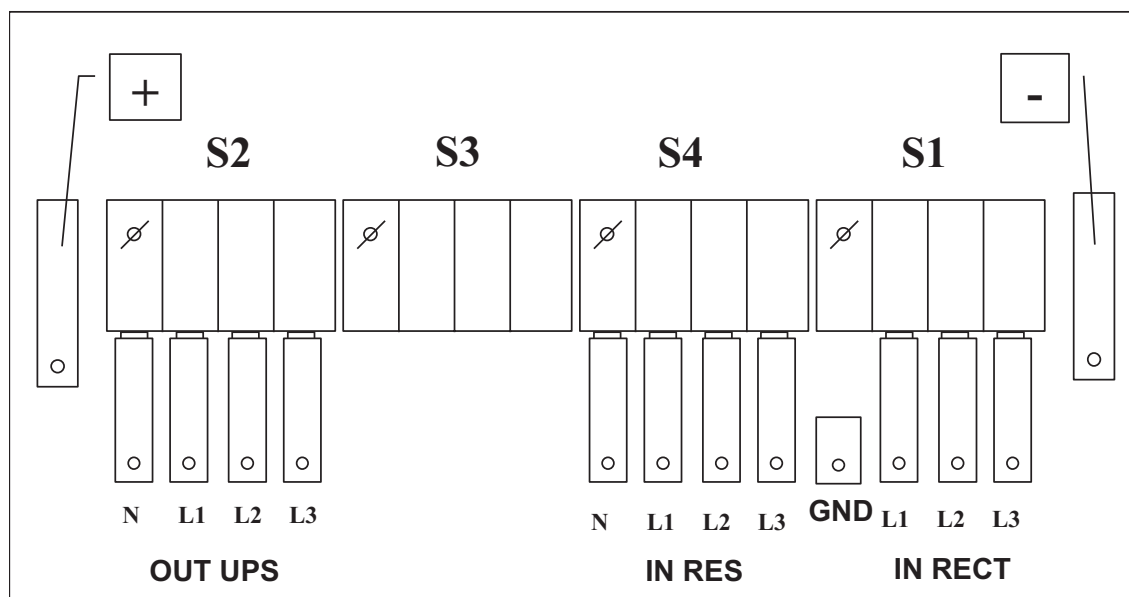 + -
S2 S3 S4 S1
N L1 L2 L3 N L1 L2 L3 GND L1 L2 L3
OUT UPS IN RES IN RECT